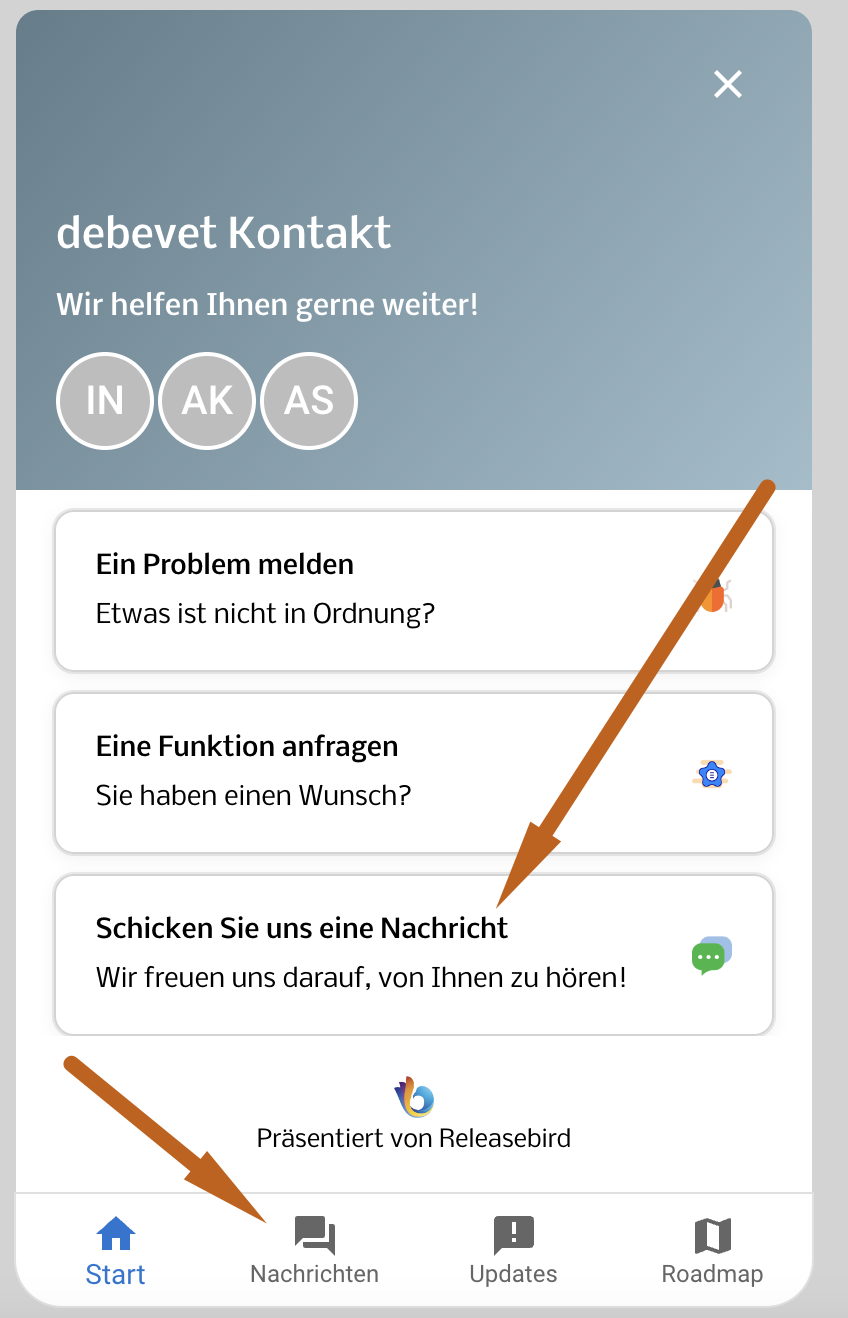 debevet Kontakt
Wir helfen Ihnen gerne weiter!
IN AK AS
Ein Problem melden
Etwas ist nicht in Ordnung?
Eine Funktion anfragen
Sie haben einen Wunsch?
Schicken Sie uns eine Nachricht
Wir freuen uns darauf, von Ihnen zu hören!
Präsentiert von Releasebird
Start Nachrichten Updates Roadmap